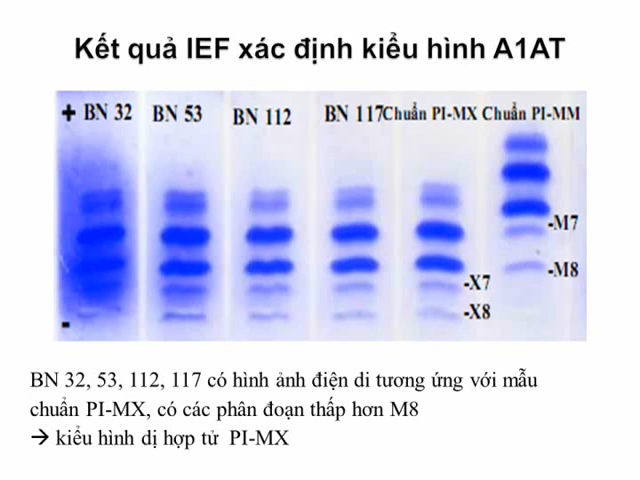 Kết quả IEF xác định kiểu hình A1AT
+ BN 32 BN 53 BN 112 BN 117 Chuẩn PI-MX Chuẩn PI-MM
-M7
-M8
-X7
-X8
-
BN 32, 53, 112, 117 có hình ảnh điện di tương ứng với mẫu
chuẩn PI-MX, có các phân đoạn thấp hơn M8
→ kiểu hình dị hợp tử PI-MX